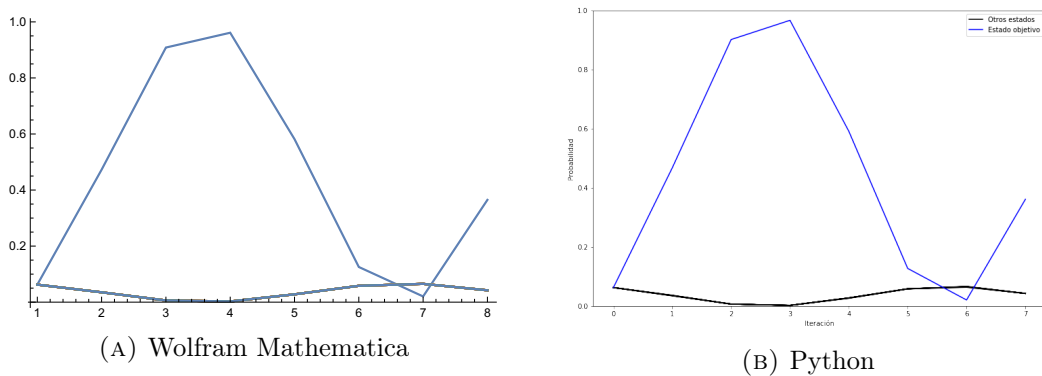 1.0
0.8
0.6
0.4
0.2
1 2 3 4 5 6 7 8
(A) Wolfram Mathematica
Otros estados
Estado objetivo
1.0
0.8
0.6
0.4
0.2
0.0
Probabilidad
0 1 2 3 4 5 6 7
Iteración
(B) Python